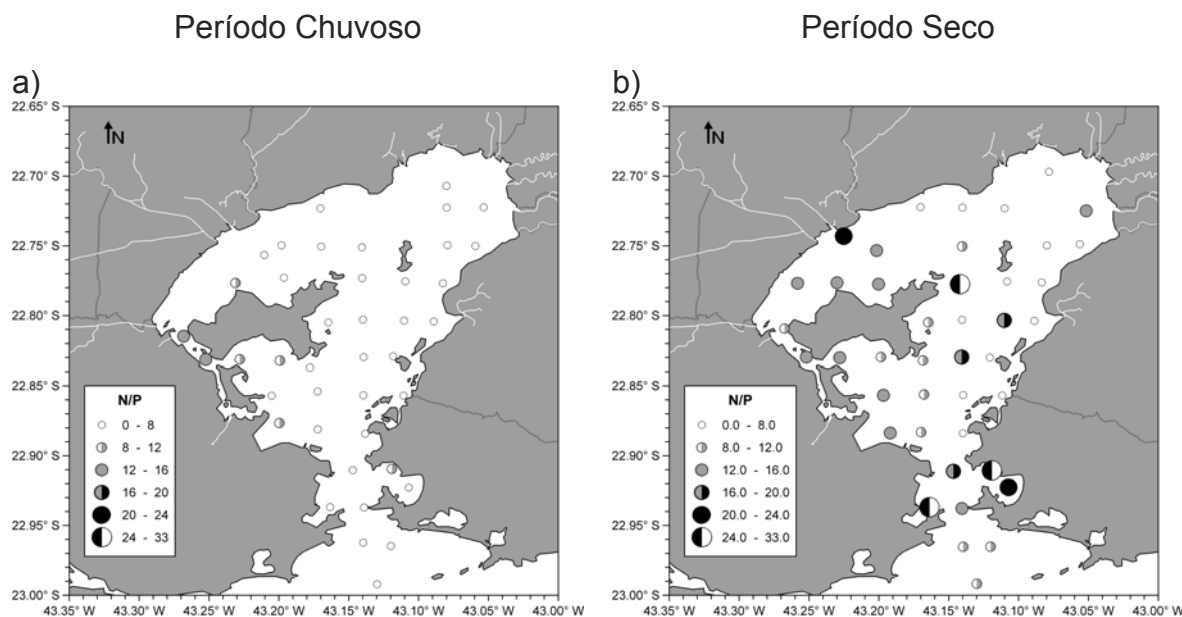 Período Chuvoso
Período Seco
a)
22.65° S
22.70° S
22.75° S
22.80° S
22.85° S
22.90° S
22.95° S
23.00° S
N
N/P
0 - 8
8 - 12
12 - 16
16 - 20
20 - 24
24 - 33
43.35 W 43.30° W 43.25° W 43.20° W 43.15° W 43.10° W 43.05° W 43.00° W
b)
22.65° S
22.70° S
22.75° S
22.80° S
22.85° S
22.90° S
22.95° S
23.00° S
N
N/P
0.0 - 8.0
8.0 - 12.0
12.0 - 16.0
16.0 - 20.0
20.0 - 24.0
24.0 - 33.0
43.35 W 43.30° W 43.25° W 43.20° W 43.15° W 43.10° W 43.05° W 43.00° W